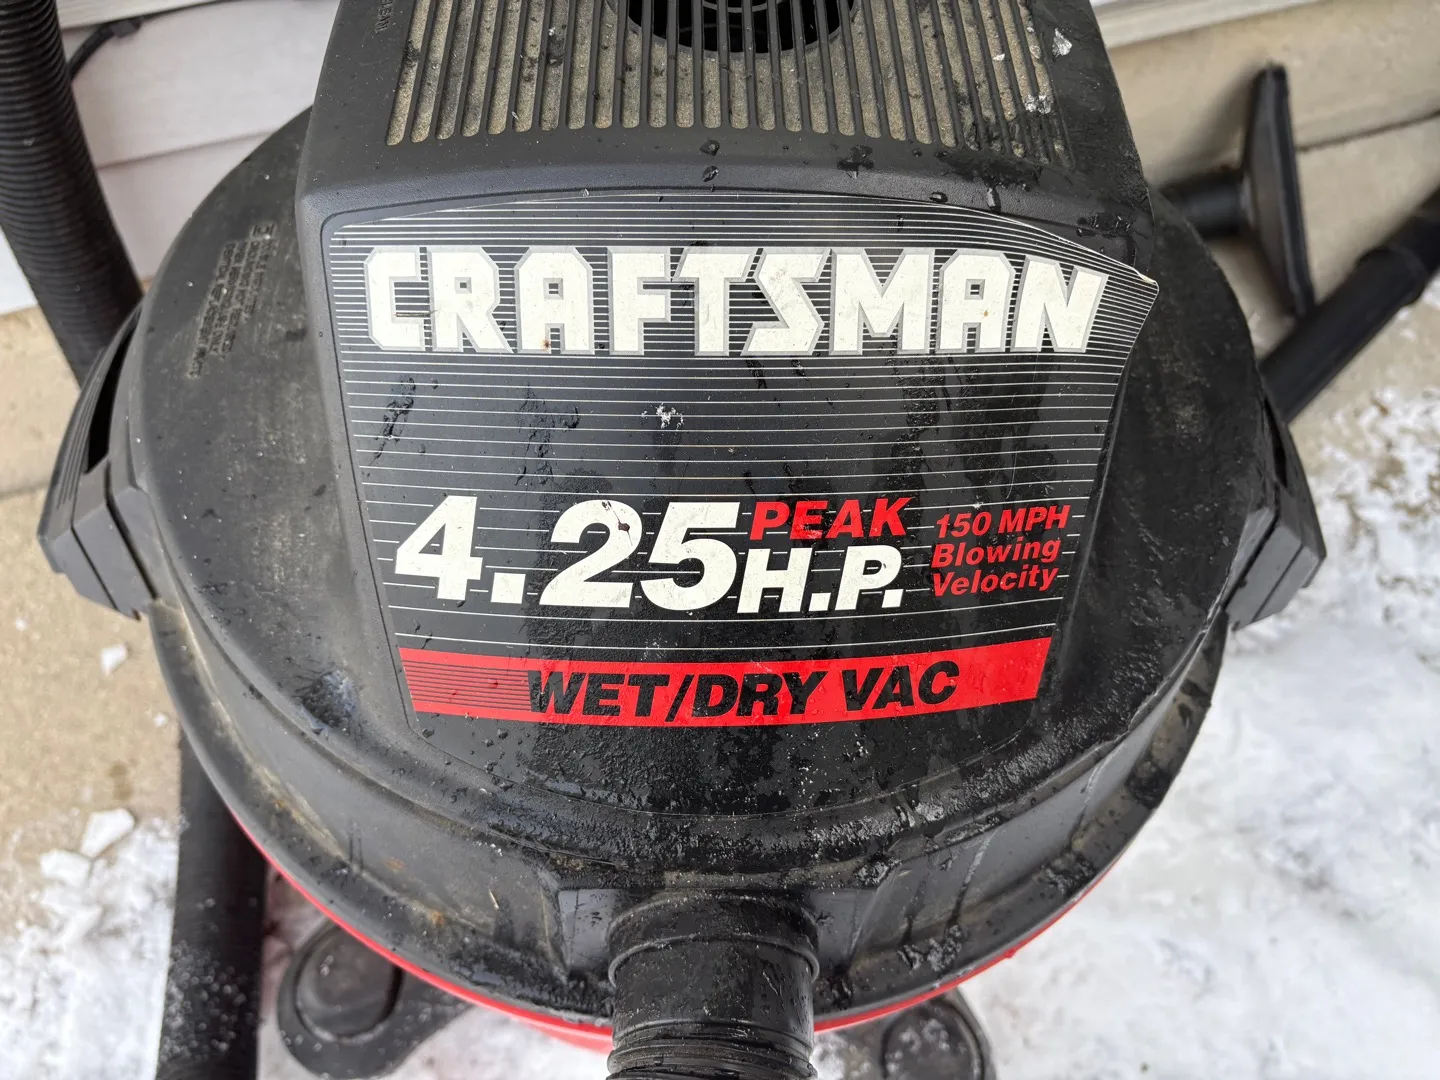 CRAFTSMAN
4.25 PEAK H.P.
150 MPH
Blowing
Velocity
WET/DRY VAC